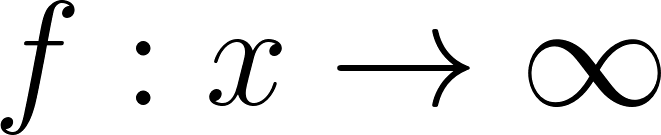 f : x → ∞